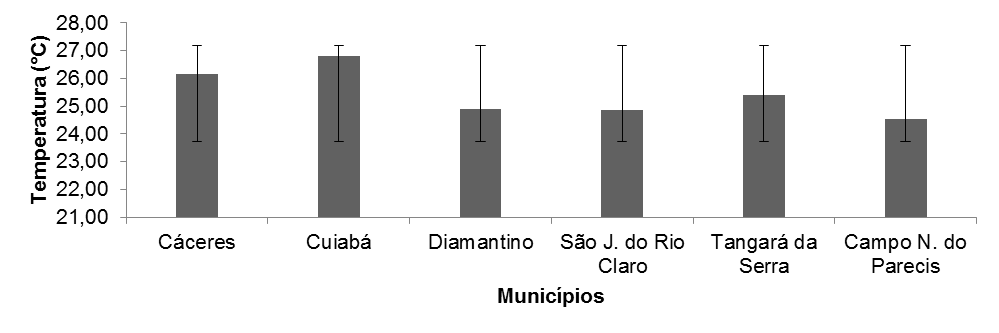 28,00
27,00
26,00
25,00
24,00
23,00
22,00
21,00
Temperatura (°C)
Cáceres
Cuiabá
Diamantino
São J. do Rio
Claro
Tangará da
Serra
Campo N. do
Parecis
Municípios